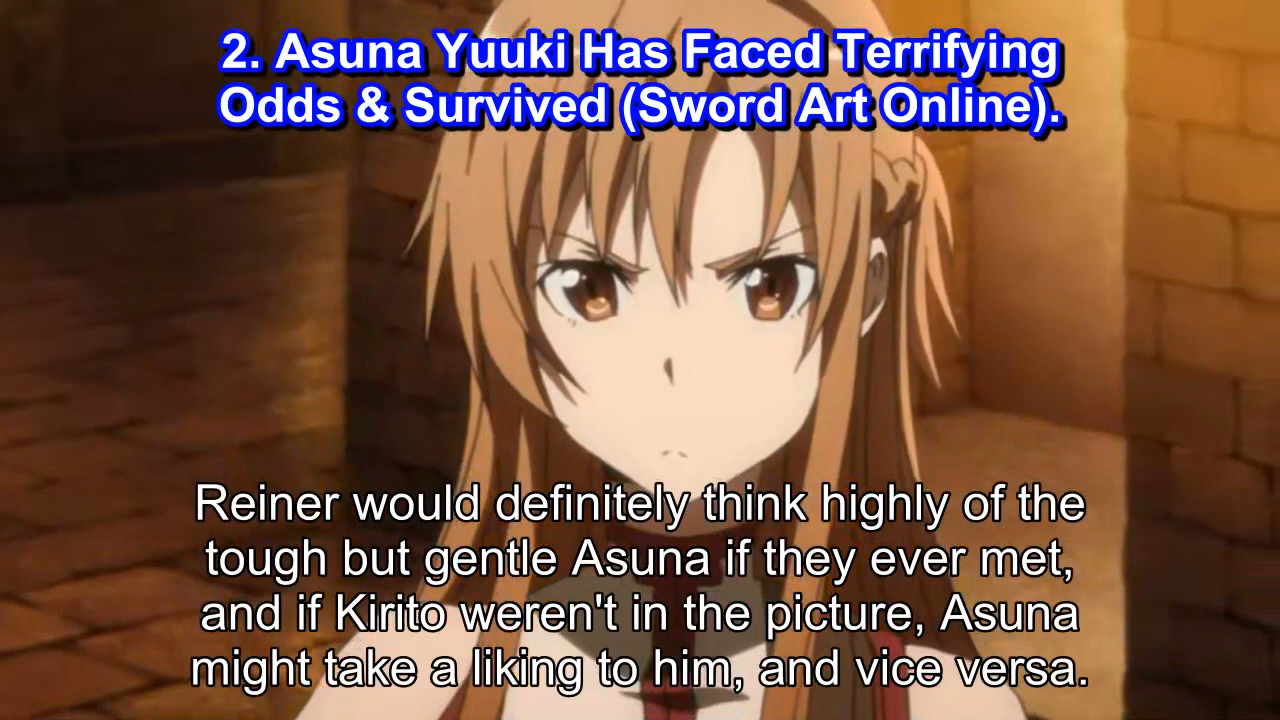 2. Asuna Yuuki Has Faced Terrifying
Odds & Survived (Sword Art Online).
Reiner would definitely think highly of the
tough but gentle Asuna if they ever met,
and if Kirito weren't in the picture, Asuna
might take a liking to him, and vice versa.